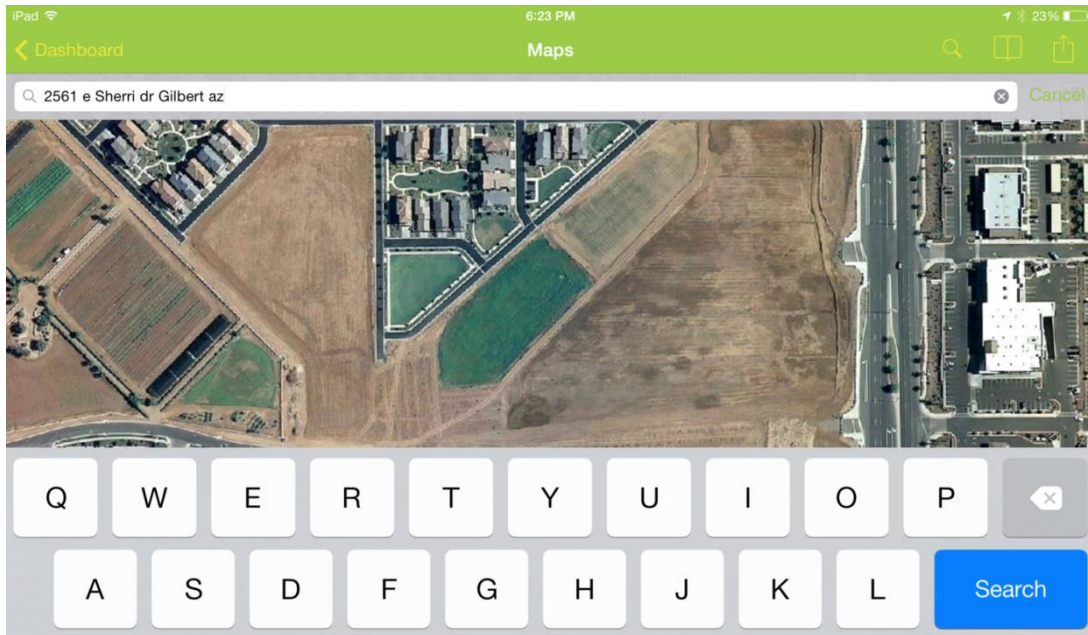 iPad 6:23 PM 23%
Dashboard Maps
2561 e Sherri dr Gilbert az Cancel
Q W E R T Y U I O P
A S D F G H J K L Search